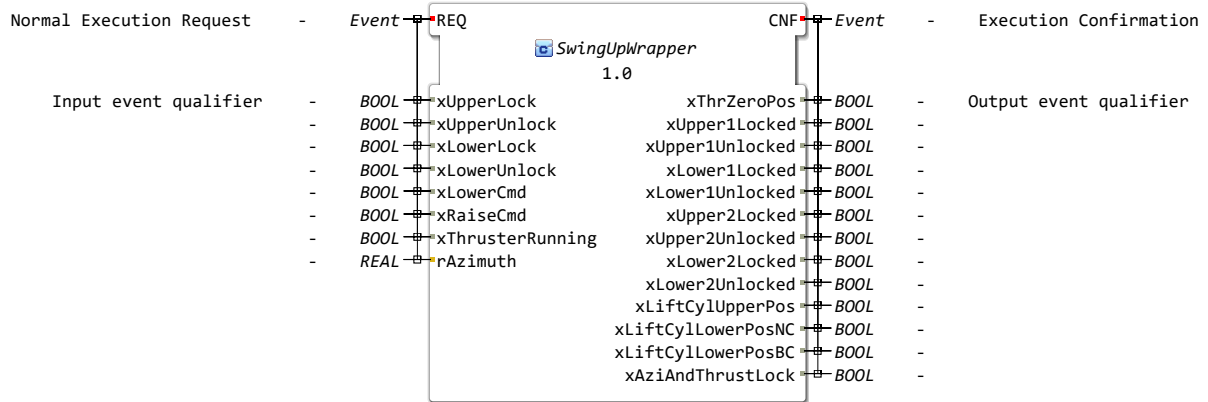 Normal Execution Request - Event REQ CNF Event - Execution Confirmation
SwingUpWrapper
1.0
Input event qualifier - BOOL xUpperLock xThrZeroPos BOOL - Output event qualifier
- BOOL xUpperUnlock xUpper1Locked BOOL -
- BOOL xLowerLock xUpper1Unlocked BOOL -
- BOOL xLowerUnlock xLower1Locked BOOL -
- BOOL xLowerCmd xLower1Unlocked BOOL -
- BOOL xRaiseCmd xUpper2Locked BOOL -
- BOOL xThrusterRunning xUpper2Unlocked BOOL -
- REAL rAzimuth xLower2Locked BOOL -
xLower2Unlocked BOOL -
xLiftCylUpperPos BOOL -
xLiftCylLowerPosNC BOOL -
xLiftCylLowerPosBC BOOL -
xAziAndThrustLock BOOL -